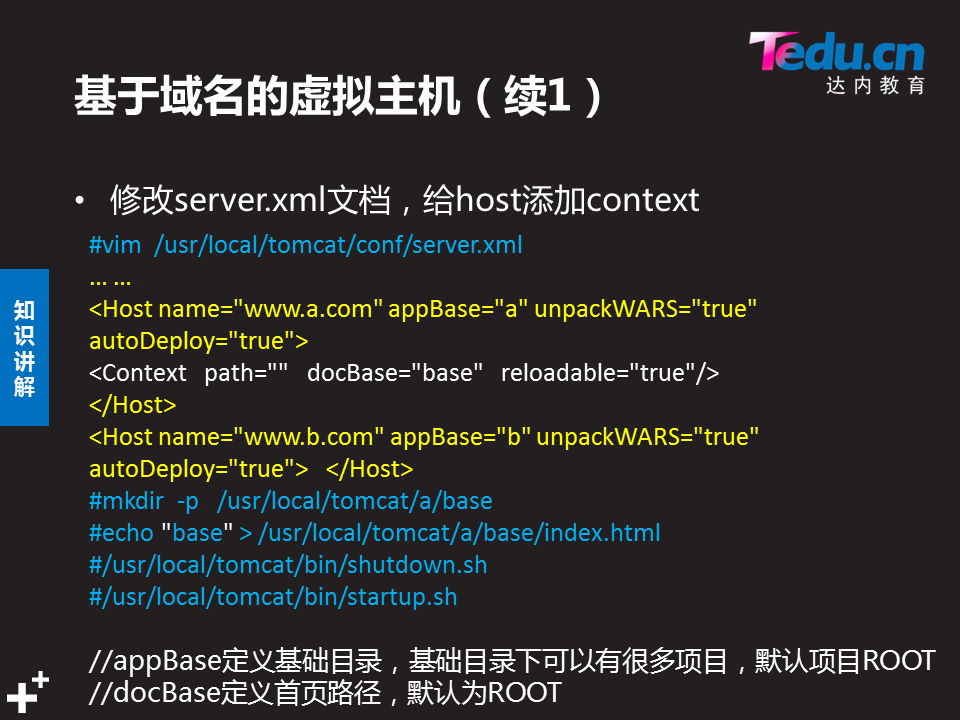 Tedu.cn
达内教育
基于域名的虚拟主机（续1）
• 修改server.xml文档，给host添加context
#vim /usr/local/tomcat/conf/server.xml
… …
<Host name="www.a.com" appBase="a" unpackWARS="true"
autoDeploy="true">
<Context path="" docBase="base" reloadable="true"/>
</Host>
<Host name="www.b.com" appBase="b" unpackWARS="true"
autoDeploy="true"> </Host>
#mkdir -p /usr/local/tomcat/a/base
#echo "base" > /usr/local/tomcat/a/base/index.html
#/usr/local/tomcat/bin/shutdown.sh
#/usr/local/tomcat/bin/startup.sh
//appBase定义基础目录，基础目录下可以有很多项目，默认项目ROOT
//docBase定义首页路径，默认为ROOT
知
识
讲
解